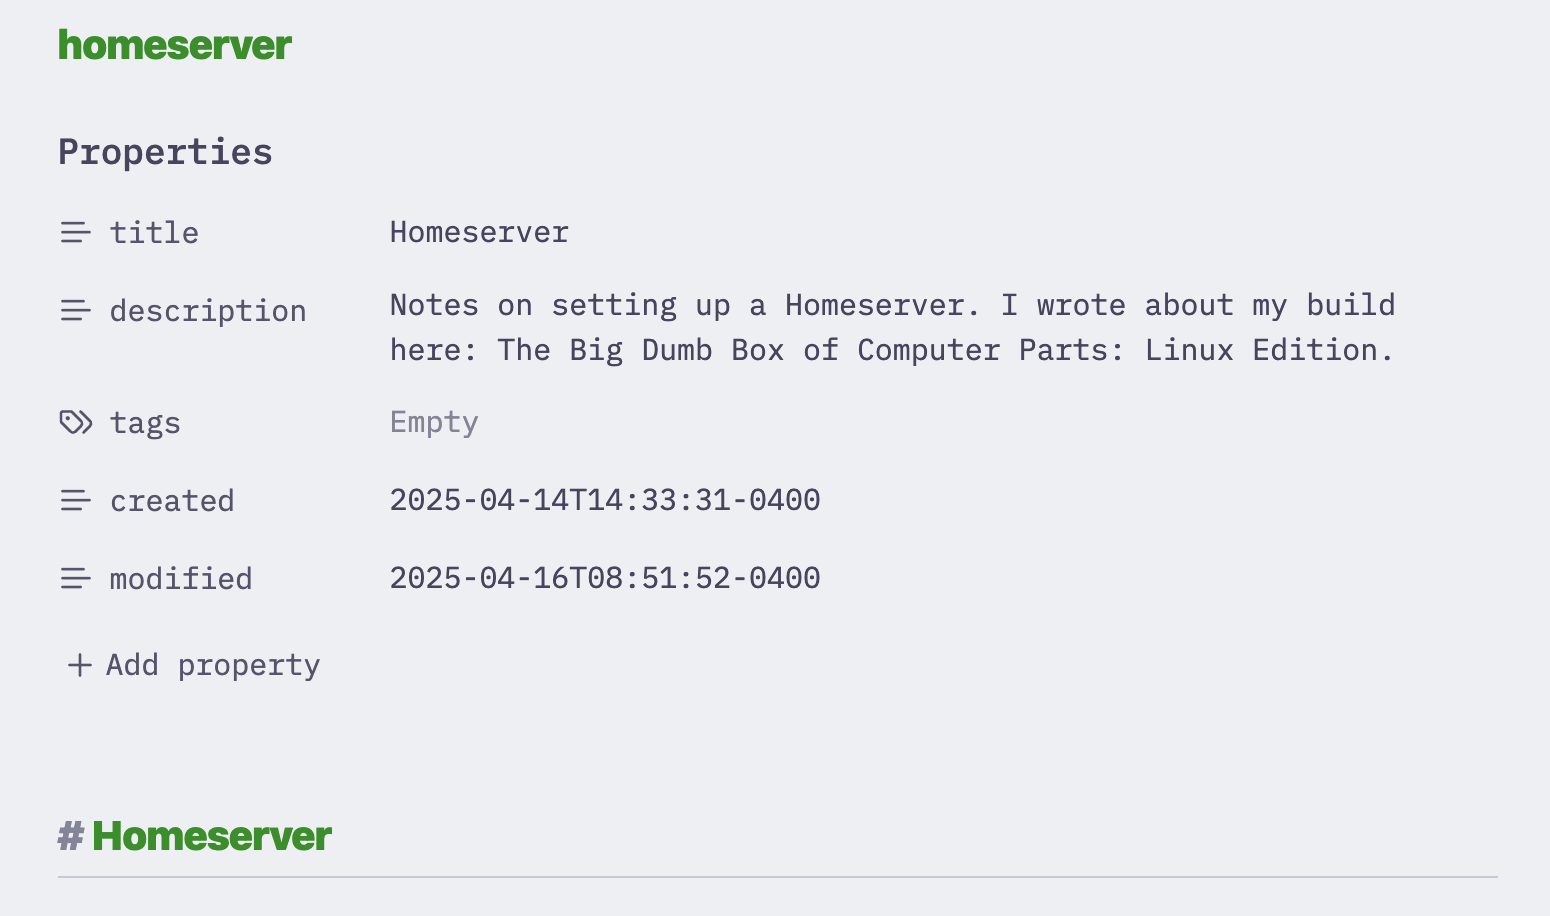 homeserver
Properties
title Homeserver
description Notes on setting up a Homeserver. I wrote about my build
here: The Big Dumb Box of Computer Parts: Linux Edition.
tags Empty
created 2025-04-14T14:33:31-0400
modified 2025-04-16T08:51:52-0400
+ Add property
# Homeserver